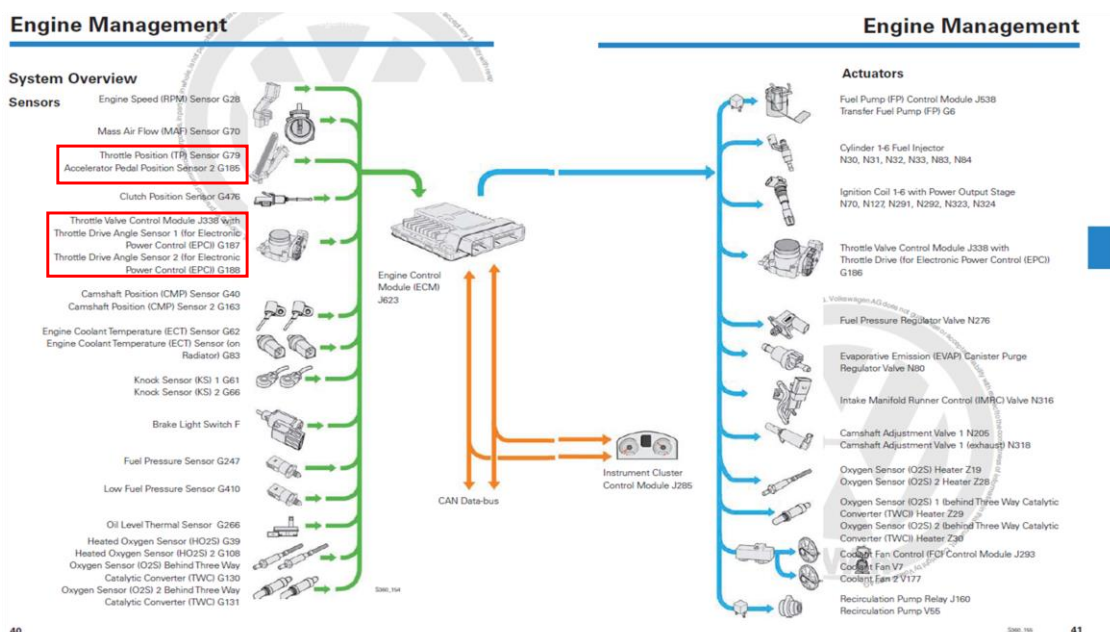 Engine Management
System Overview
Sensors
Engine Speed (RPM) Sensor G28
Mass Air Flow (MAF) Sensor G70
Throttle Position (TP) Sensor G79
Accelerator Pedal Position Sensor 2 G185
Clutch Position Sensor G476
Throttle Valve Control Module J338 with
Throttle Drive Angle Sensor 1 (for Electronic
Power Control (EPC)) G187
Throttle Drive Angle Sensor 2 (for Electronic
Power Control (EPC)) G188
Camshaft Position (CMP) Sensor G40
Camshaft Position (CMP) Sensor 2 G163
Engine Coolant Temperature (ECT) Sensor G62
Engine Coolant Temperature (ECT) Sensor (on
Radiator) G83
Knock Sensor (KS) 1 G61
Knock Sensor (KS) 2 G66
Brake Light Switch F
Fuel Pressure Sensor G247
Low Fuel Pressure Sensor G410
Oil Level Thermal Sensor G266
Heated Oxygen Sensor (HO2S) G39
Heated Oxygen Sensor (HO2S) 2 G108
Oxygen Sensor (O2S) Behind Three Way
Catalytic Converter (TWC) G130
Oxygen Sensor (O2S) 2 Behind Three Way
Catalytic Converter (TWC) G131
40
Engine Control
Module (ECM)
J623
CAN Data-bus
Instrument Cluster
Control Module J285
Engine Management
Actuators
Fuel Pump (FP) Control Module J538
Transfer Fuel Pump (FP) G6
Cylinder 1-6 Fuel Injector
N30, N31, N32, N33, N83, N84
Ignition Coil 1-6 with Power Output Stage
N70, N127, N291, N292, N323, N324
Throttle Valve Control Module J338 with
Throttle Drive (for Electronic Power Control (EPC))
G186
Fuel Pressure Regulator Valve N276
Evaporative Emission (EVAP) Canister Purge
Regulator Valve N80
Intake Manifold Runner Control (IMRC) Valve N316
Camshaft Adjustment Valve 1 N205
Camshaft Adjustment Valve 1 (exhaust) N318
Oxygen Sensor (O2S) Heater Z19
Oxygen Sensor (O2S) 2 Heater Z28
Oxygen Sensor (O2S) 1 (behind Three Way Catalytic
Converter (TWC)) Heater Z29
Oxygen Sensor (O2S) 2 (behind Three Way Catalytic
Converter (TWC)) Heater Z30
Coolant Fan Control (FC) Control Module J293
Coolant Fan V7
Coolant Fan 2 V177
Recirculation Pump Relay J160
Recirculation Pump V55
41